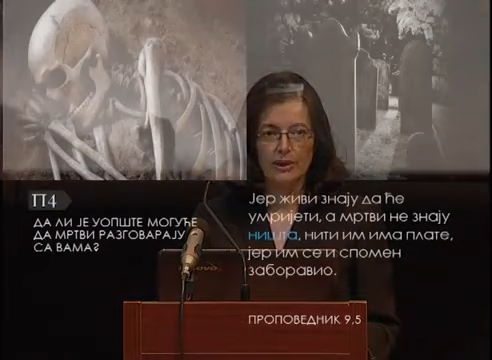 П4
ДА ЛИ ЈЕ УОПШТЕ МОГУЋЕ
ДА МРТВИ РАЗГОВАРАЈУ
СА ВАМА?
Јер живи знају да ће
умријети, а мртви не знају
ништа, нити им има плате,
јер им се и спомен
заборавио.
ПРОПОВЕДНИК 9,5